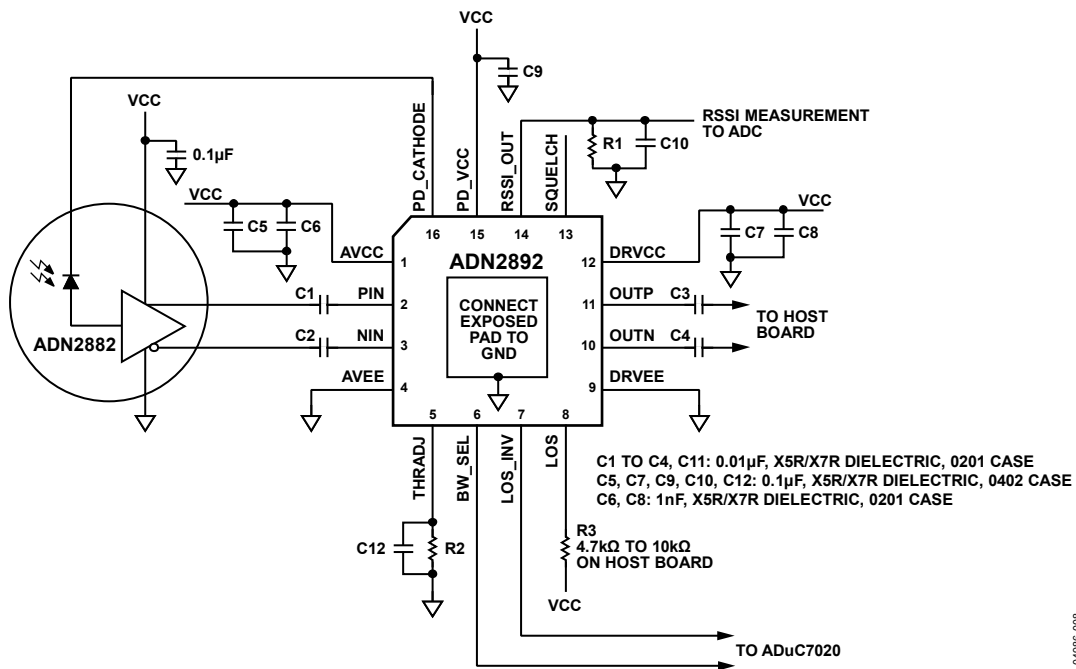 VCC
C9
VCC
0.1µF
PD_CATHODE
PD_VCC
RSSI_OUT
SQUELCH
R1
C10
RSSI MEASUREMENT
TO ADC
VCC
C5
C6
AVCC
16
15
14
13
VCC
C7
C8
DRVCC
1
ADN2892
12
C1
PIN
2
CONNECT
EXPOSED
PAD TO
GND
11
OUTP
C3
TO HOST
BOARD
ADN2882
C2
NIN
3
10
OUTN
C4
AVEE
4
9
DRVEE
5
6
7
8
THRADJ
BW_SEL
LOS_INV
LOS
C1 TO C4, C11: 0.01µF, X5R/X7R DIELECTRIC, 0201 CASE
C5, C7, C9, C10, C12: 0.1µF, X5R/X7R DIELECTRIC, 0402 CASE
C6, C8: 1nF, X5R/X7R DIELECTRIC, 0201 CASE
C12
R2
R3
4.7kΩ TO 10kΩ
ON HOST BOARD
VCC
TO ADuC7020